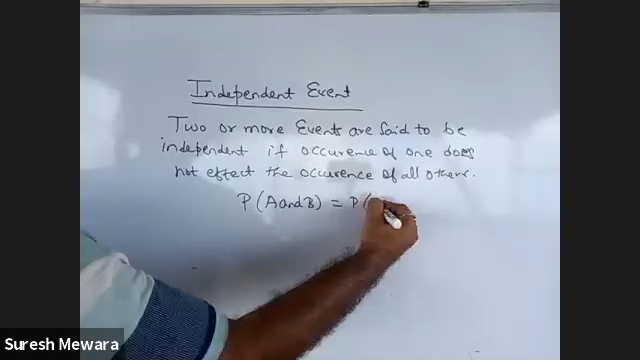 Independent Event
Two or more Events are said to be
independent if occurence of one does
not effect the occurence of all others.
P(A and B) = P(
Suresh Mewara